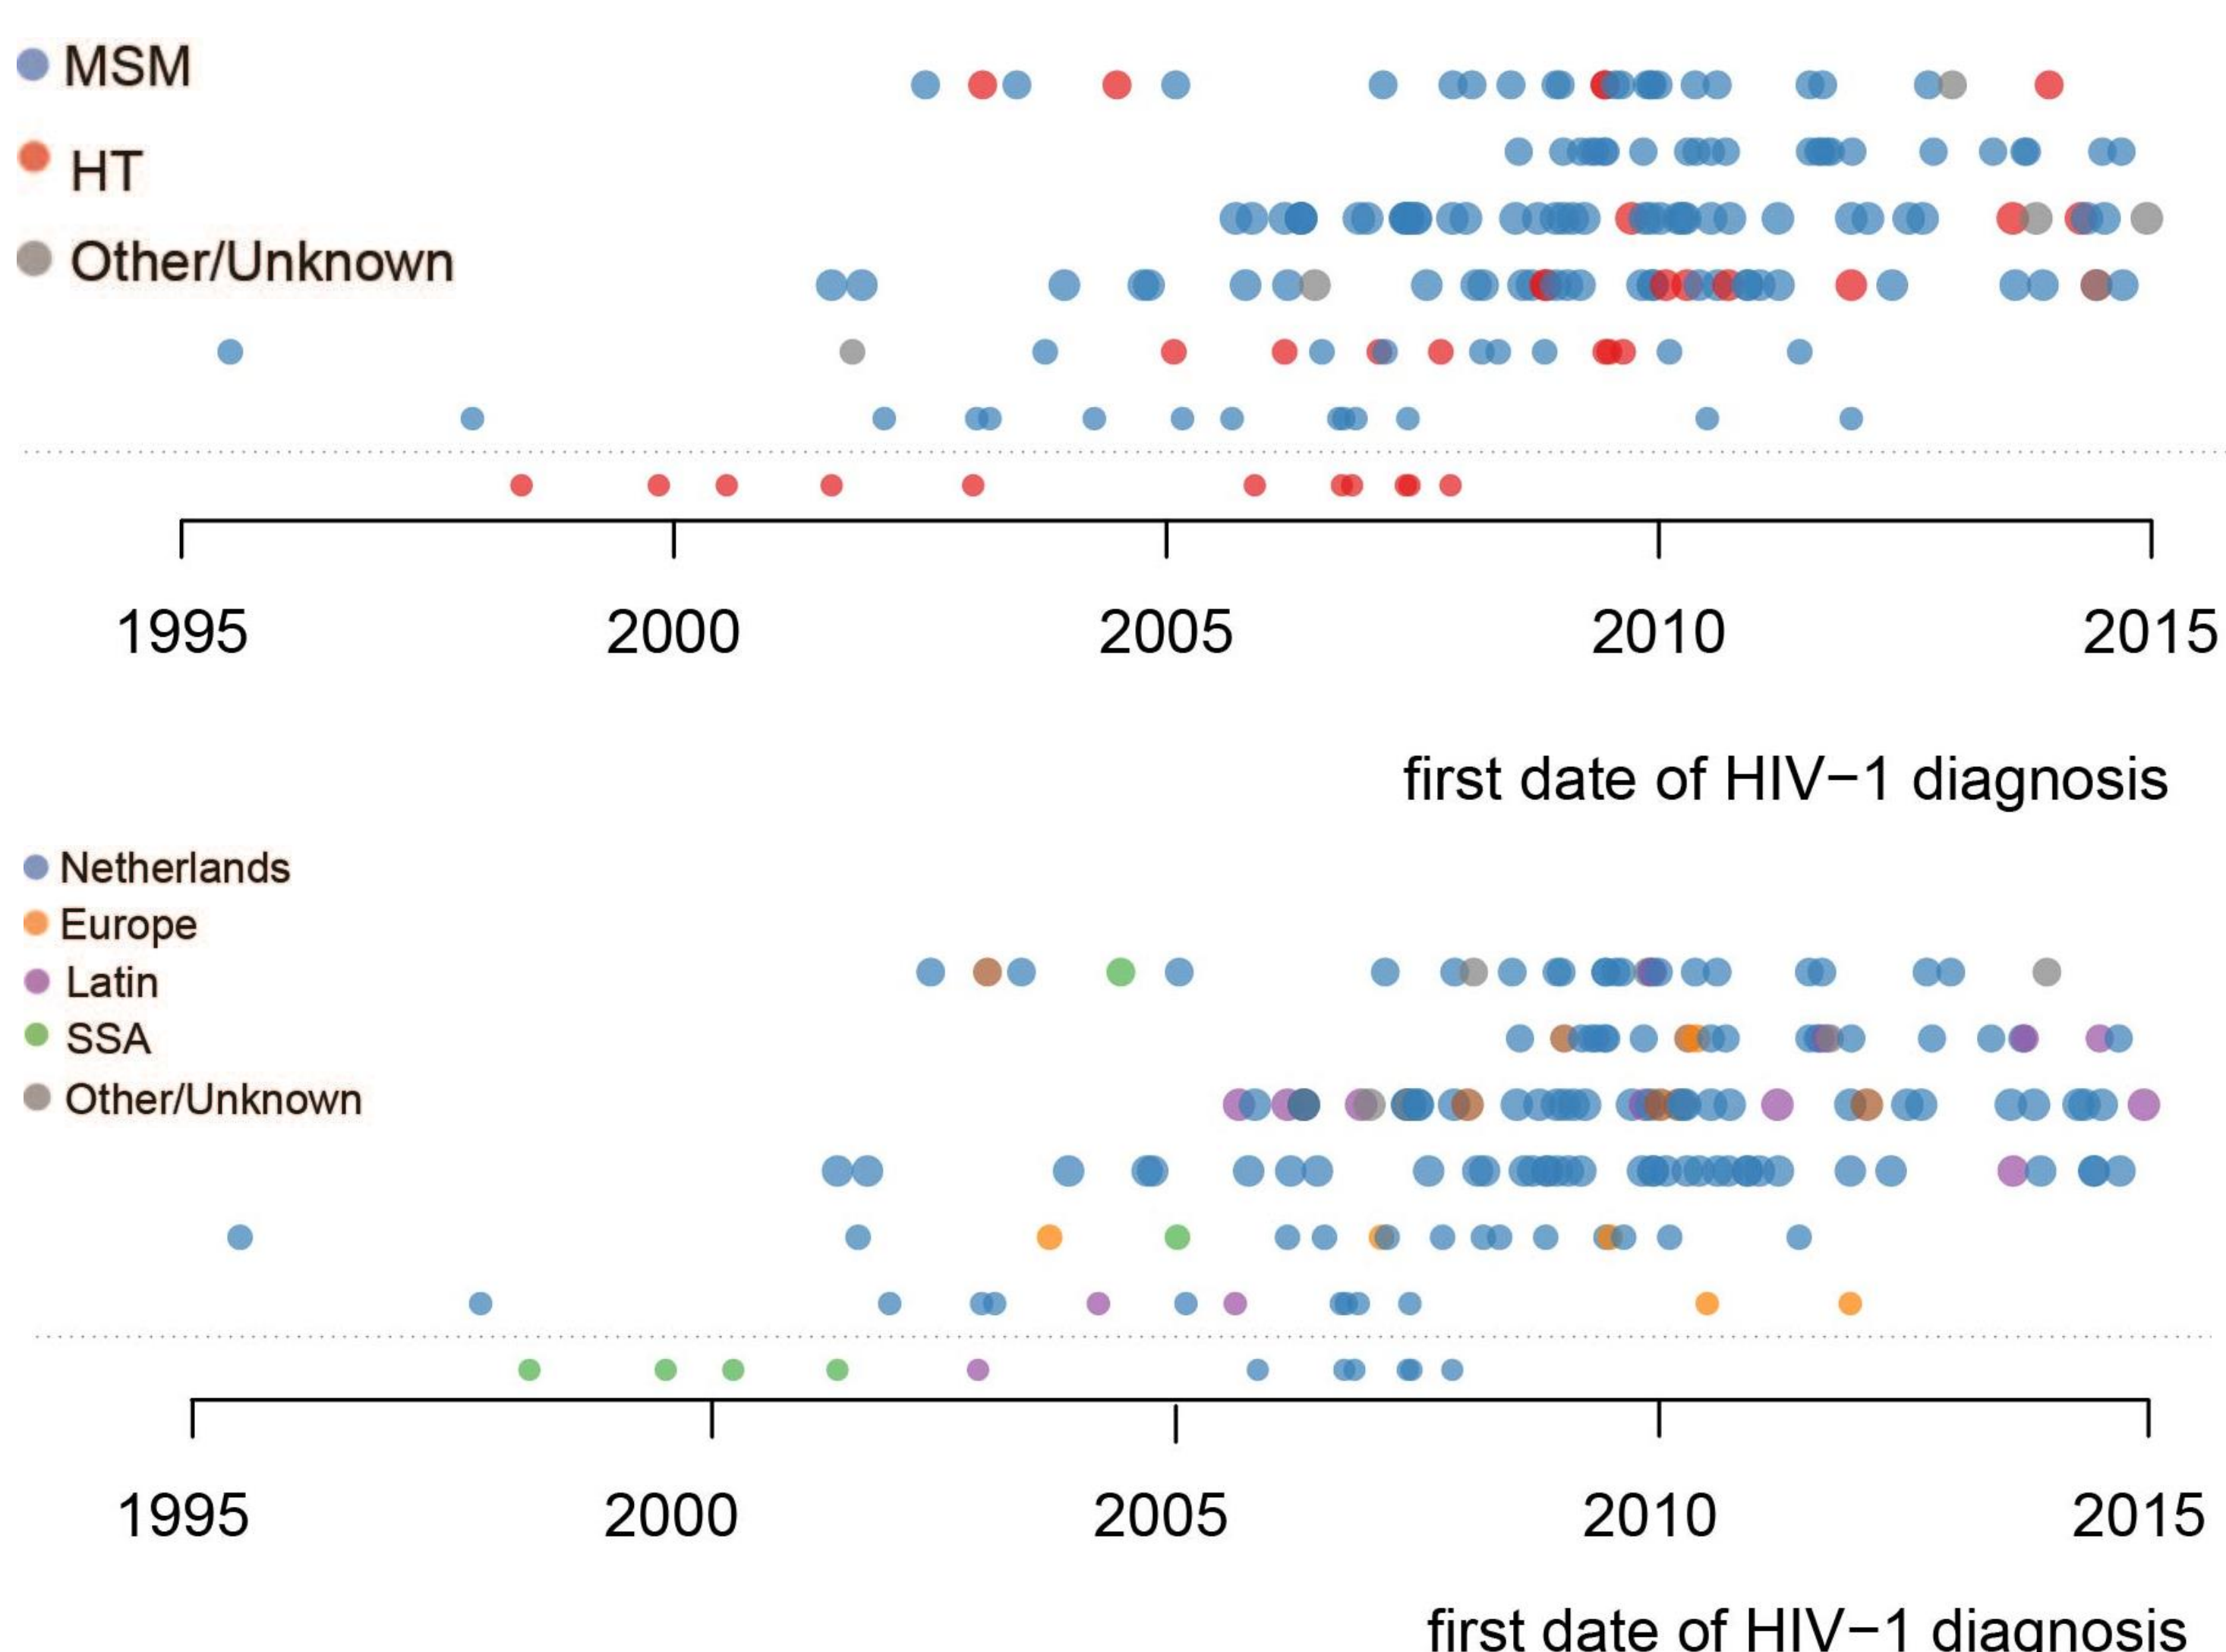 MSM
HT
Other/Unknown
1995 2000 2005 2010 2015
first date of HIV−1 diagnosis
Netherlands
Europe
Latin
SSA
Other/Unknown
1995 2000 2005 2010 2015
first date of HIV−1 diagnosis